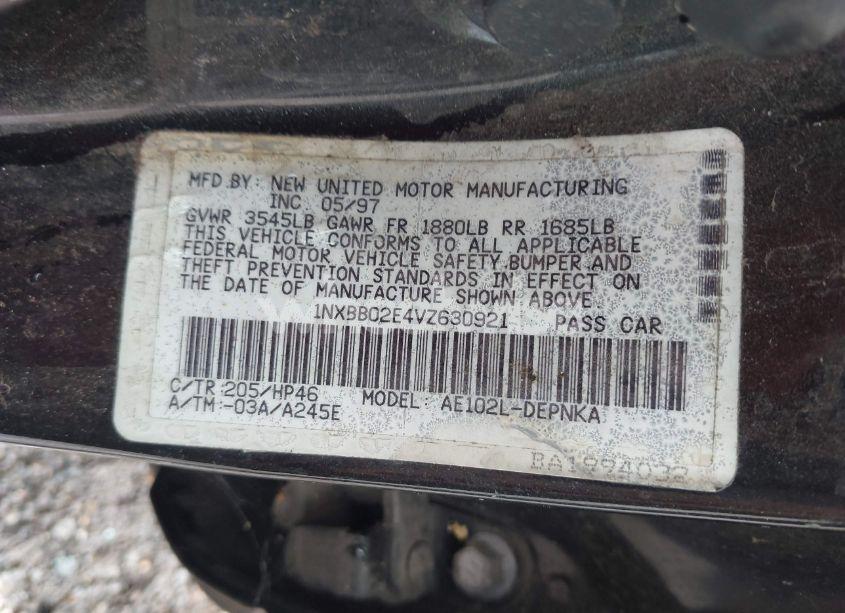 MFD.BY: NEW UNITED MOTOR MANUFACTURING
INC. 05/97
GVWR 3545LB GAWR FR 1880LB RR 1685LB
THIS VEHICLE CONFORMS TO ALL APPLICABLE
FEDERAL MOTOR VEHICLE SAFETY,BUMPER AND
THEFT PREVENTION STANDARDS IN EFFECT ON
THE DATE OF MANUFACTURE SHOWN ABOVE.
1NXBB02E4VZ630921 PASS CAR
C/TR:205/HP46 MODEL: AE102L-DEPNKA
A/TM:-03A/A245E